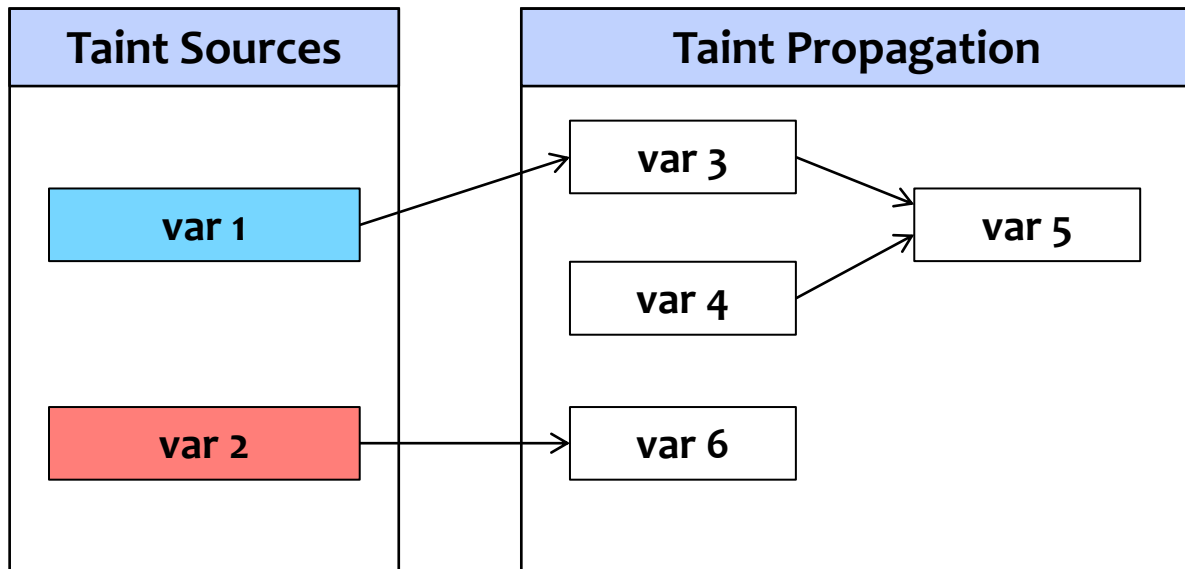 Taint Sources
Taint Propagation
var 1
var 2
var 3
var 4
var 5
var 6